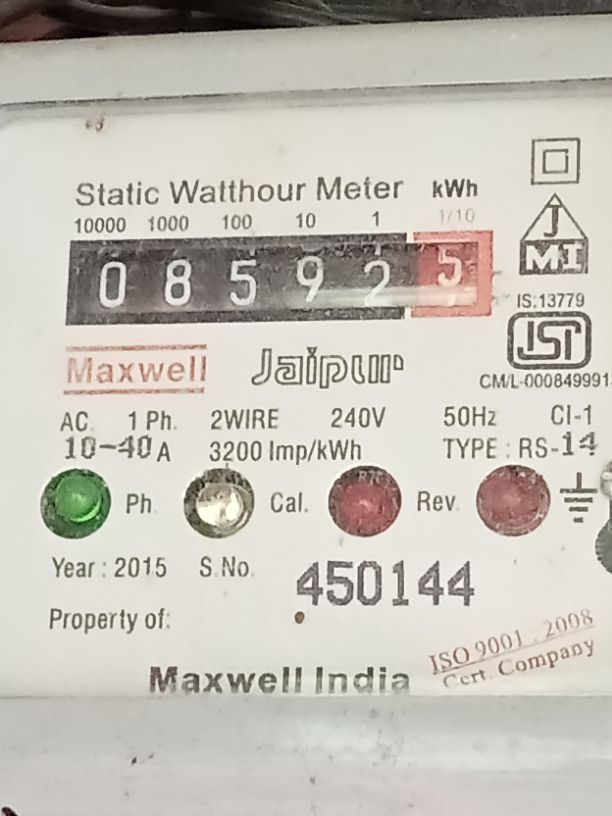 Static Watthour Meter kWh
10000 1000 100 10 1 1/10
0 8 5 9 2 5
J
MI
IS:13779
ISI
Maxwell Jaipur
CM/L-000849991
AC. 1 Ph. 2WIRE 240V 50Hz Cl-1
10-40A 3200 Imp/kWh TYPE : RS-14
Ph. Cal. Rev.
Year : 2015 S.No. 450144
Property of:
Maxwell India
ISO 9001 : 2008
Cert. Company